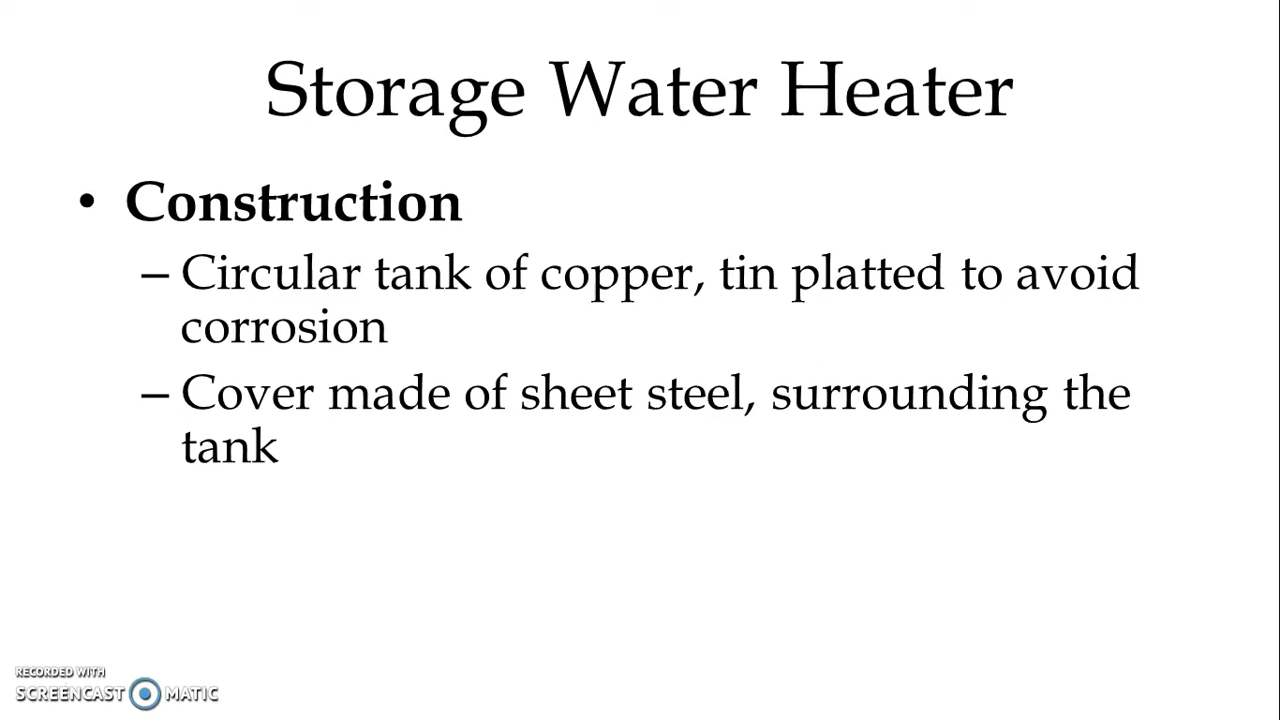 Storage Water Heater
• Construction
– Circular tank of copper, tin platted to avoid
corrosion
– Cover made of sheet steel, surrounding the
tank
RECORDED WITH
SCREENCAST MATIC